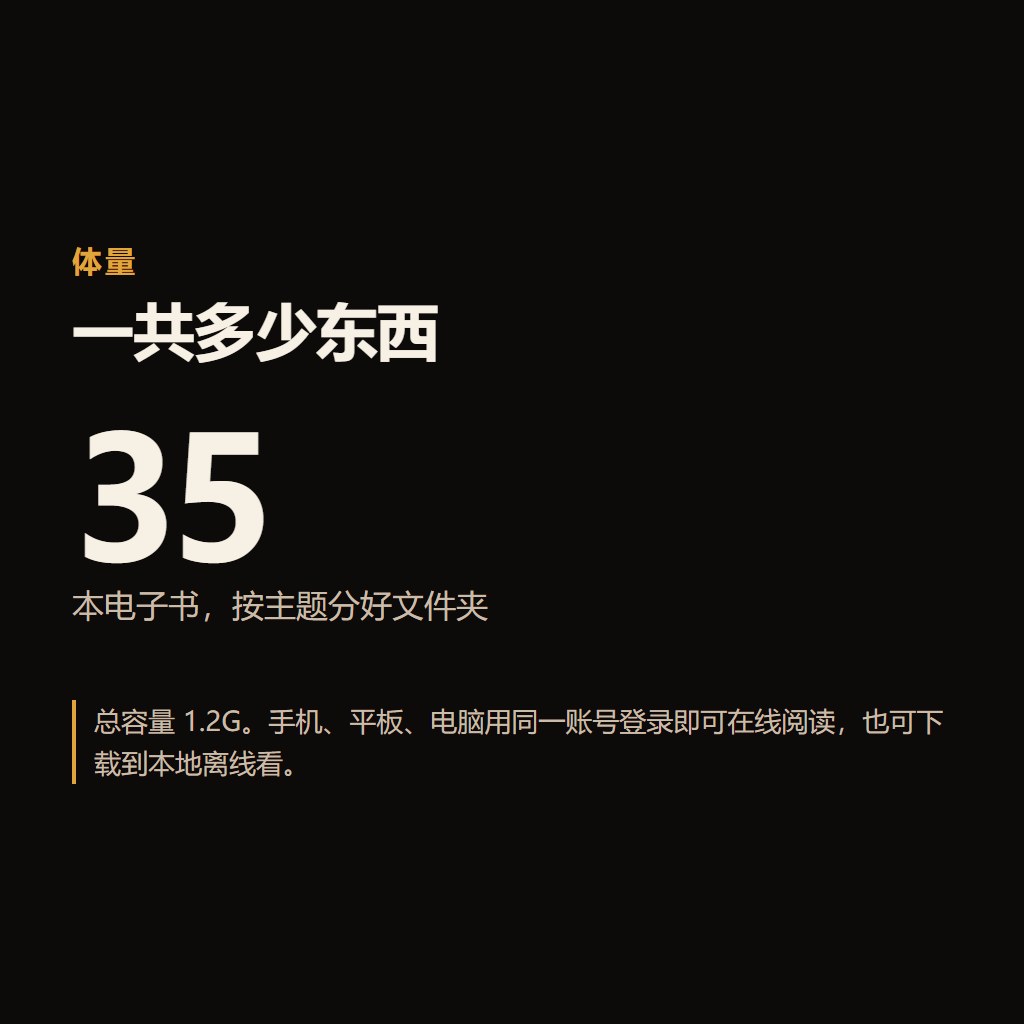 体量
一共多少东西
35
本电子书，按主题分好文件夹
总容量 1.2G。手机、平板、电脑用同一账号登录即可在线阅读，也可下
载到本地离线看。